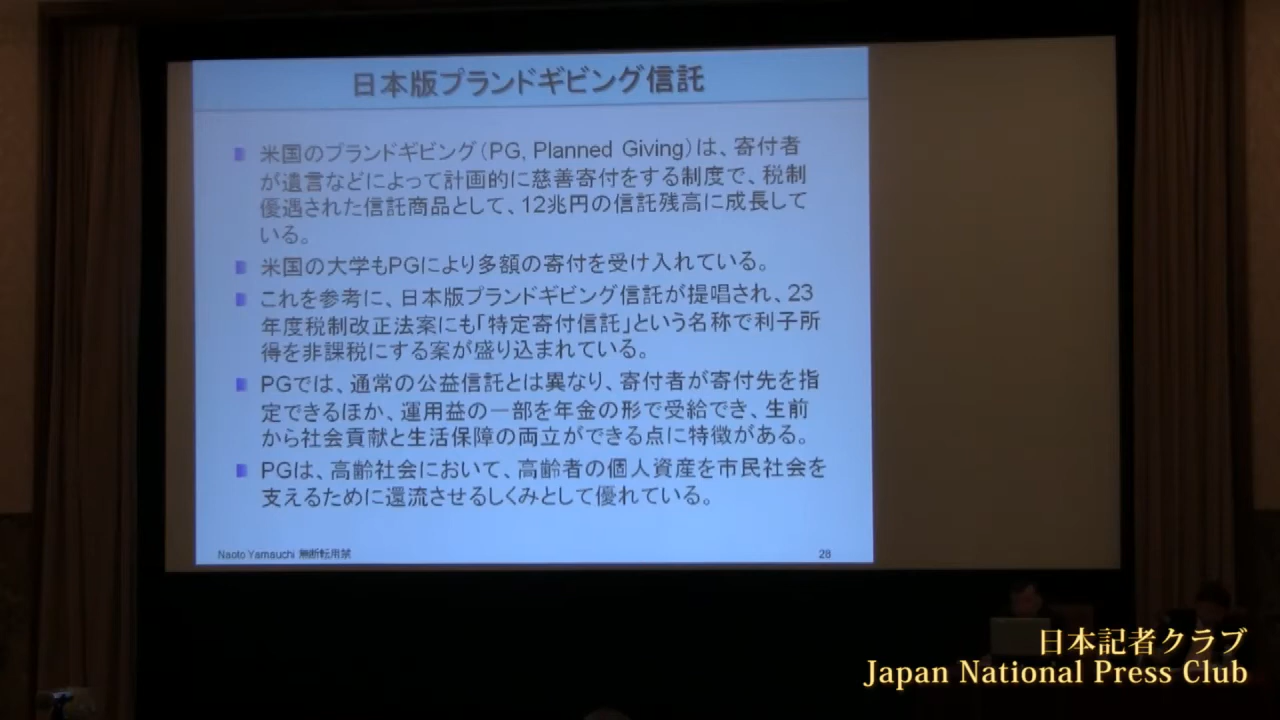 日本版プランドギビング信託
米国のプランドギビング（PG, Planned Giving）は、寄付者
が遺言などによって計画的に慈善寄付をする制度で、税制
優遇された信託商品として、12兆円の信託残高に成長して
いる。
米国の大学もPGにより多額の寄付を受け入れている。
これを参考に、日本版プランドギビング信託が提唱され、23
年度税制改正法案にも「特定寄付信託」という名称で利子所
得を非課税にする案が盛り込まれている。
PGでは、通常の公益信託とは異なり、寄付者が寄付先を指
定できるほか、運用益の一部を年金の形で受給でき、生前
から社会貢献と生活保障の両立ができる点に特徴がある。
PGは、高齢社会において、高齢者の個人資産を市民社会を
支えるために還流させるしくみとして優れている。
Naoto Yamauchi 無断転用禁
28
日本記者クラブ
Japan National Press Club